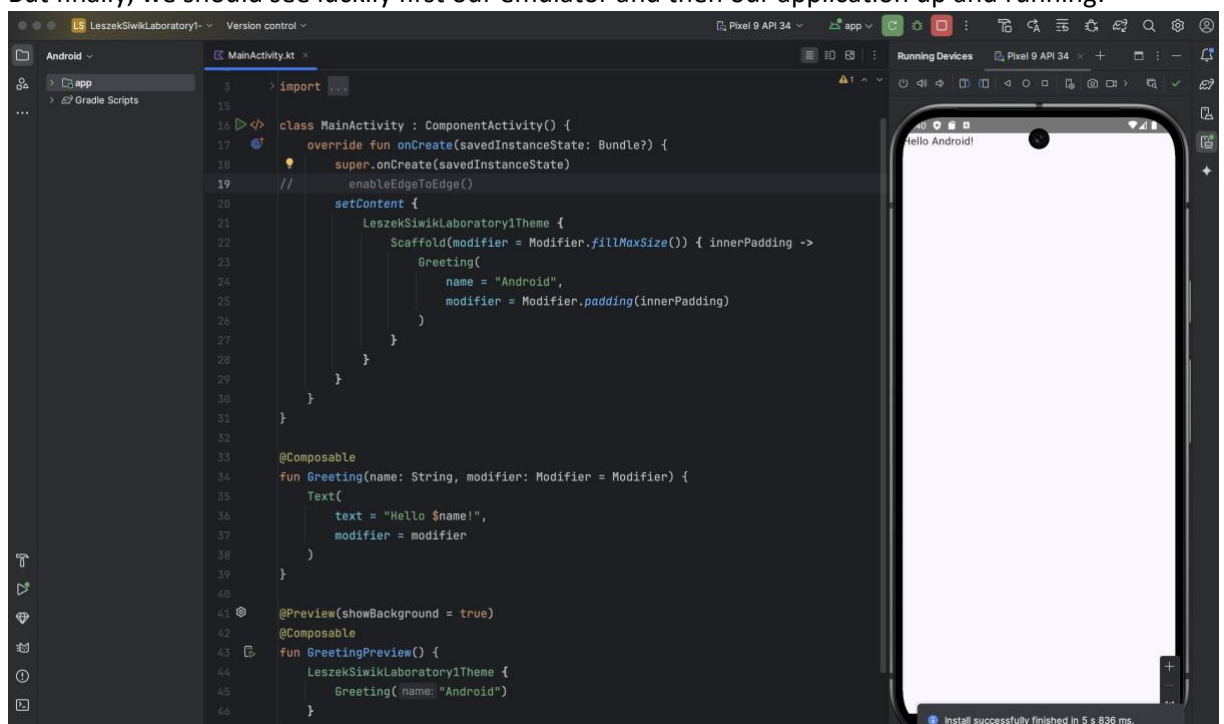 But finally, we should see luckily first our emulator and then our application up and running:
LS LeszekSiwikLaboratory1- Version control Pixel 9 API 34 app
Android MainActivity.kt Running Devices Pixel 9 API 34
app
Gradle Scripts
3 import ...
1
15
16 class MainActivity : ComponentActivity() {
17 override fun onCreate(savedInstanceState: Bundle?) {
18 super.onCreate(savedInstanceState)
19 // enableEdgeToEdge()
20 setContent {
21 LeszekSiwikLaboratory1Theme {
22 Scaffold(modifier = Modifier.fillMaxSize()) { innerPadding ->
23 Greeting(
24 name = "Android",
25 modifier = Modifier.padding(innerPadding)
26 )
27 }
28 }
29 }
30 }
31 }
32
33 @Composable
34 fun Greeting(name: String, modifier: Modifier = Modifier) {
35 Text(
36 text = "Hello $name!",
37 modifier = modifier
38 )
39 }
40
41 @Preview(showBackground = true)
42 @Composable
43 fun GreetingPreview() {
44 LeszekSiwikLaboratory1Theme {
45 Greeting( name: "Android")
46 }
Hello Android!
Install successfully finished in 5 s 836 ms.